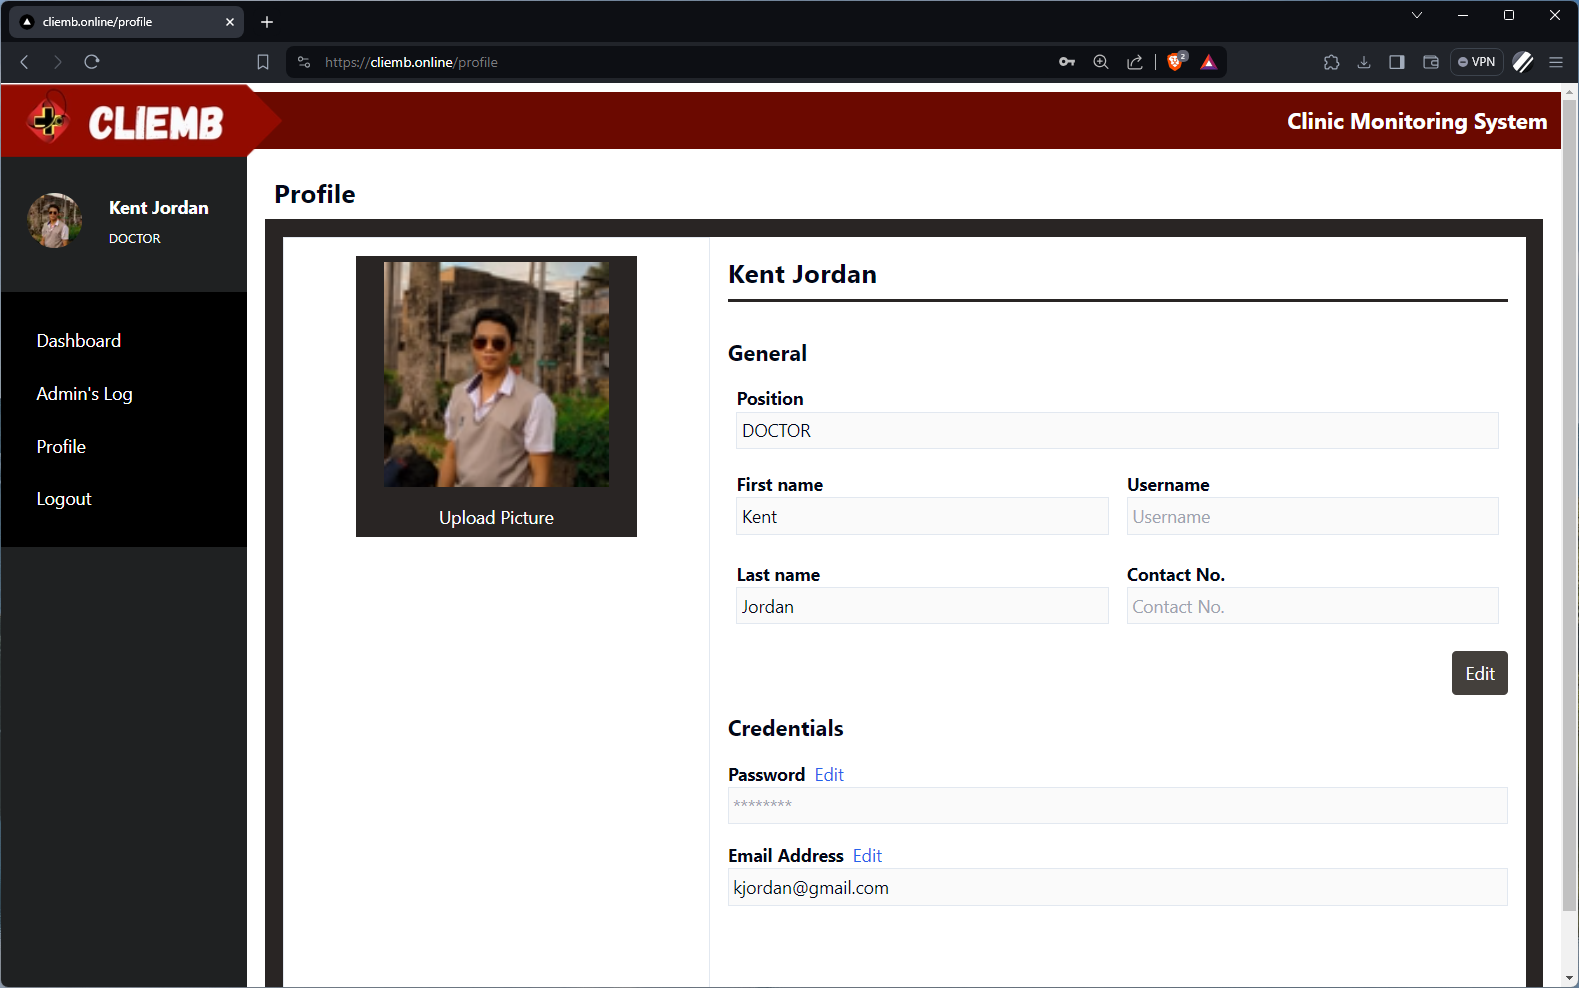 cliemb.online/profile
https://cliemb.online/profile
2
VPN
CLIEMB
Clinic Monitoring System
Kent Jordan
DOCTOR
Dashboard
Admin's Log
Profile
Logout
Profile
Upload Picture
Kent Jordan
General
Position
DOCTOR
First name
Username
Kent
Username
Last name
Contact No.
Jordan
Contact No.
Edit
Credentials
Password Edit
********
Email Address Edit
kjordan@gmail.com